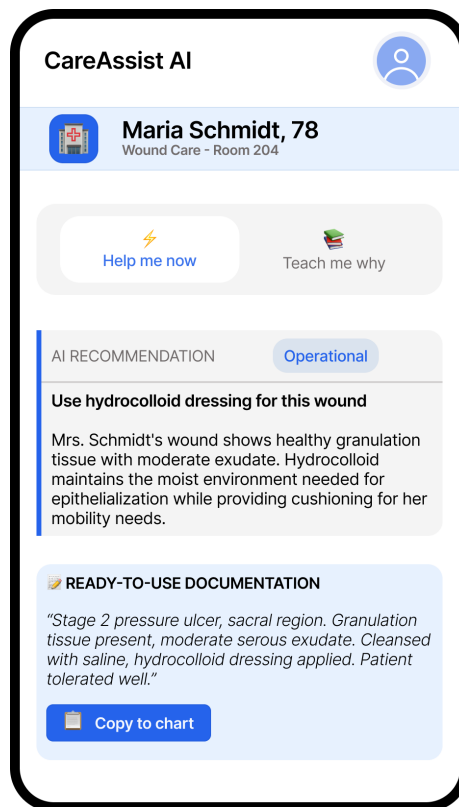 CareAssist AI
Maria Schmidt, 78
Wound Care - Room 204
Help me now
Teach me why
AI RECOMMENDATION
Operational
Use hydrocolloid dressing for this wound
Mrs. Schmidt's wound shows healthy granulation
tissue with moderate exudate. Hydrocolloid
maintains the moist environment needed for
epithelialization while providing cushioning for her
mobility needs.
READY-TO-USE DOCUMENTATION
“Stage 2 pressure ulcer, sacral region. Granulation
tissue present, moderate serous exudate. Cleansed
with saline, hydrocolloid dressing applied. Patient
tolerated well.”
Copy to chart